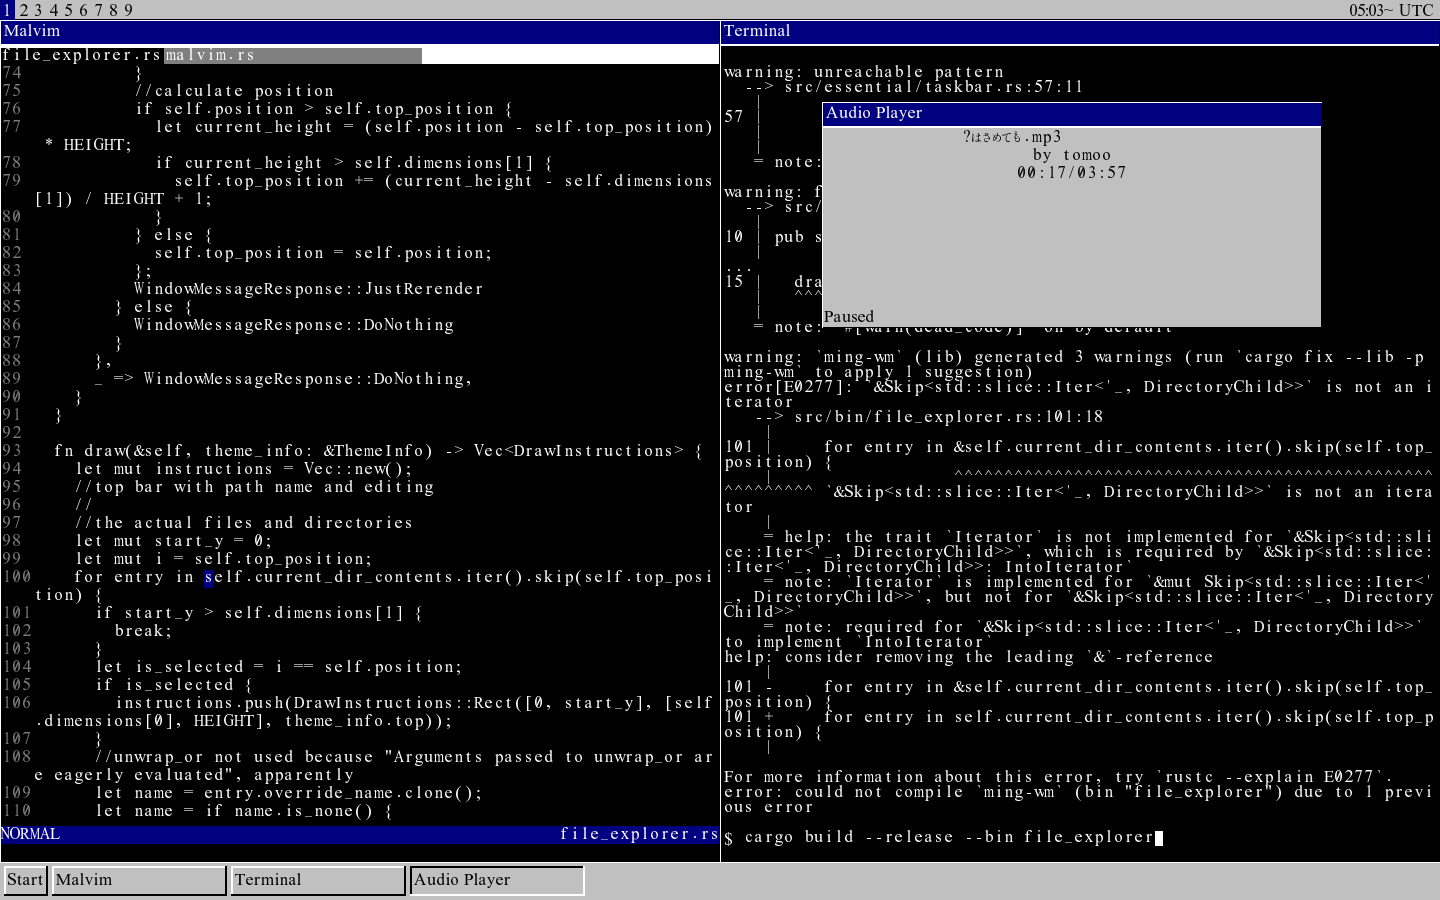 1 2 3 4 5 6 7 8 9
05:03~ UTC
Malvim
file_explorer.rs malvim.rs
74 }
75 //calculate position
76 if self.position > self.top_position {
77 let current_height = (self.position - self.top_position)
* HEIGHT;
78 if current_height > self.dimensions[1] {
79 self.top_position += (current_height - self.dimensions
[1]) / HEIGHT + 1;
80 }
81 } else {
82 self.top_position = self.position;
83 };
84 WindowMessageResponse::JustRerender
85 } else {
86 WindowMessageResponse::DoNothing
87 }
88 },
89 _ => WindowMessageResponse::DoNothing,
90 }
91 }
92
93 fn draw(&self, theme_info: &ThemeInfo) -> Vec<DrawInstructions> {
94 let mut instructions = Vec::new();
95 //top bar with path name and editing
96 //
97 //the actual files and directories
98 let mut start_y = 0;
99 let mut i = self.top_position;
100 for entry in self.current_dir_contents.iter().skip(self.top_posi
tion) {
101 if start_y > self.dimensions[1] {
102 break;
103 }
104 let is_selected = i == self.position;
105 if is_selected {
106 instructions.push(DrawInstructions::Rect([0, start_y], [self
.dimensions[0], HEIGHT], theme_info.top));
107 }
108 //unwrap_or not used because "Arguments passed to unwrap_or ar
e eagerly evaluated", apparently
109 let name = entry.override_name.clone();
110 let name = if name.is_none() {
NORMAL file_explorer.rs
Terminal
warning: unreachable pattern
--> src/essential/taskbar.rs:57:11
|
57 |
|
|
= note:
warning: f
--> src/
|
10 | pub s
|
...
15 | dra
| ^^^
|
= note: `#[warn(dead_code)]` on by default
Audio Player
?はさめても.mp3
by tomoo
00:17/03:57
Paused
warning: `ming-wm` (lib) generated 3 warnings (run `cargo fix --lib -p
ming-wm` to apply 1 suggestion)
error[E0277]: `&Skip<std::slice::Iter<'_, DirectoryChild>>` is not an i
terator
--> src/bin/file_explorer.rs:101:18
|
101 | for entry in &self.current_dir_contents.iter().skip(self.top_
position) {
| ^^^^^^^^^^^^^^^^^^^^^^^^^^^^^^^^^^^^^^^^^^^^^^^^
^^^^^^^^^ `&Skip<std::slice::Iter<'_, DirectoryChild>>` is not an itera
tor
|
= help: the trait `Iterator` is not implemented for `&Skip<std::sli
ce::Iter<'_, DirectoryChild>>`, which is required by `&Skip<std::slice:
:Iter<'_, DirectoryChild>>: IntoIterator`
= note: `Iterator` is implemented for `&mut Skip<std::slice::Iter<'
_, DirectoryChild>>`, but not for `&Skip<std::slice::Iter<'_, Directory
Child>>`
= note: required for `&Skip<std::slice::Iter<'_, DirectoryChild>>`
to implement `IntoIterator`
help: consider removing the leading `&`-reference
|
101 - for entry in &self.current_dir_contents.iter().skip(self.top_
position) {
101 + for entry in self.current_dir_contents.iter().skip(self.top_p
osition) {
|
For more information about this error, try `rustc --explain E0277`.
error: could not compile `ming-wm` (bin "file_explorer") due to 1 previ
ous error
$ cargo build --release --bin file_explorer
Start Malvim Terminal Audio Player